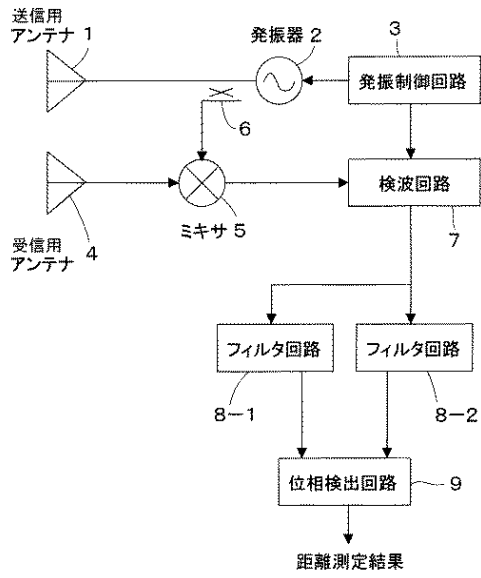 送信用
アンテナ 1
発振器 2
3
発振制御回路
6
検波回路
7
ミキサ 5
受信用
アンテナ
4
フィルタ回路
フィルタ回路
8-1
8-2
位相検出回路
9
距離測定結果